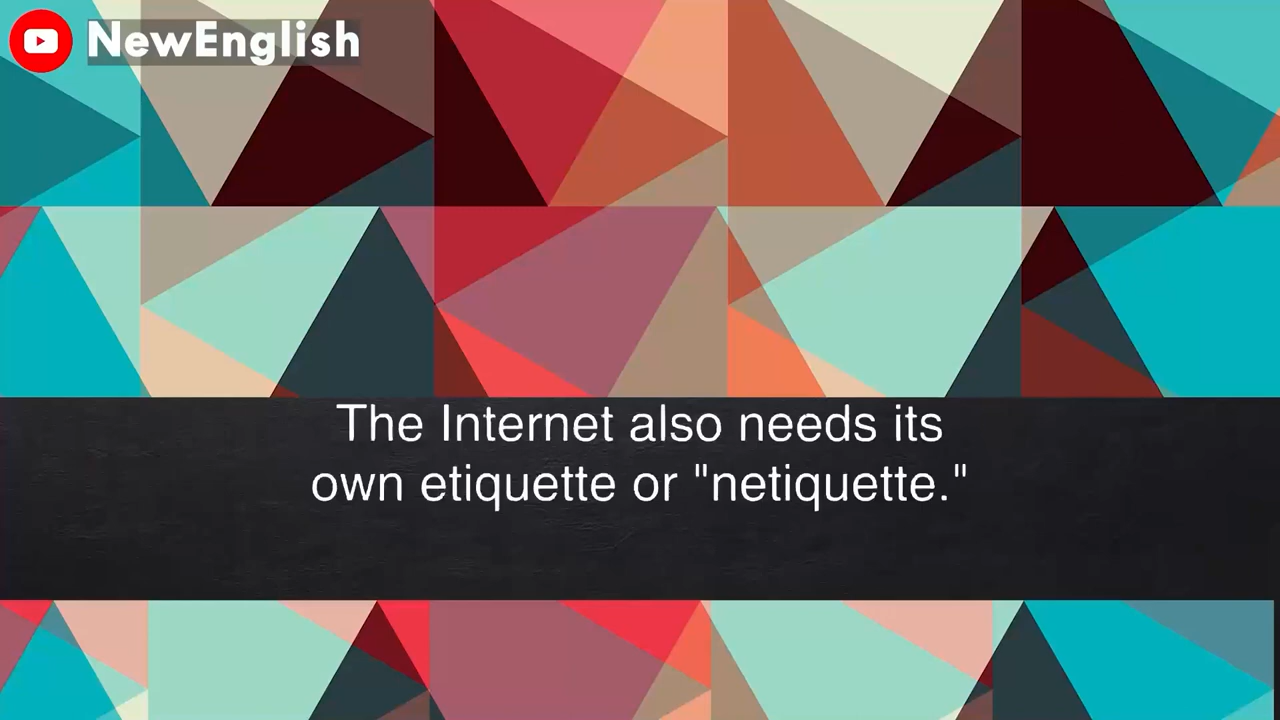 NewEnglish
The Internet also needs its
own etiquette or "netiquette."